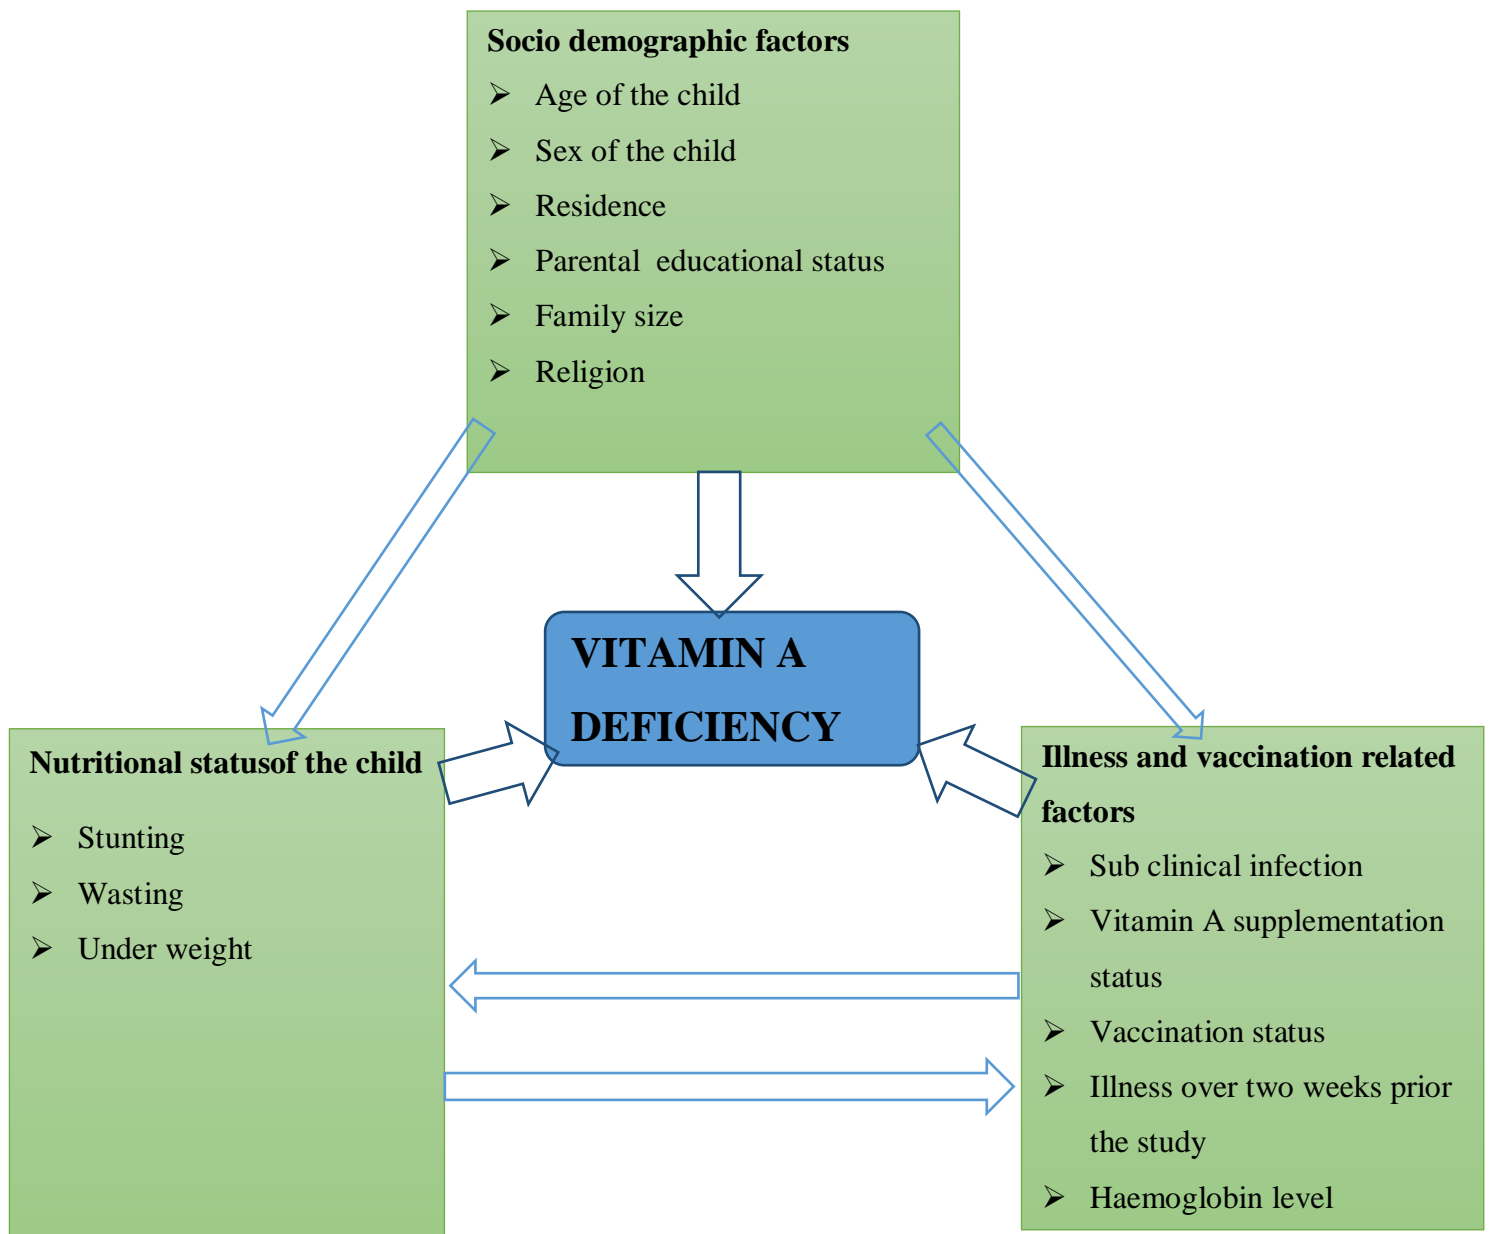 Socio demographic factors
➢ Age of the child
➢ Sex of the child
➢ Residence
➢ Parental  educational status
➢ Family size
➢ Religion
VITAMIN A
DEFICIENCY
Nutritional statusof the child
➢ Stunting
➢ Wasting
➢ Under weight
Illness and vaccination related
factors
➢ Sub clinical infection
➢ Vitamin A supplementation
status
➢ Vaccination status
➢ Illness over two weeks prior
the study
➢ Haemoglobin level